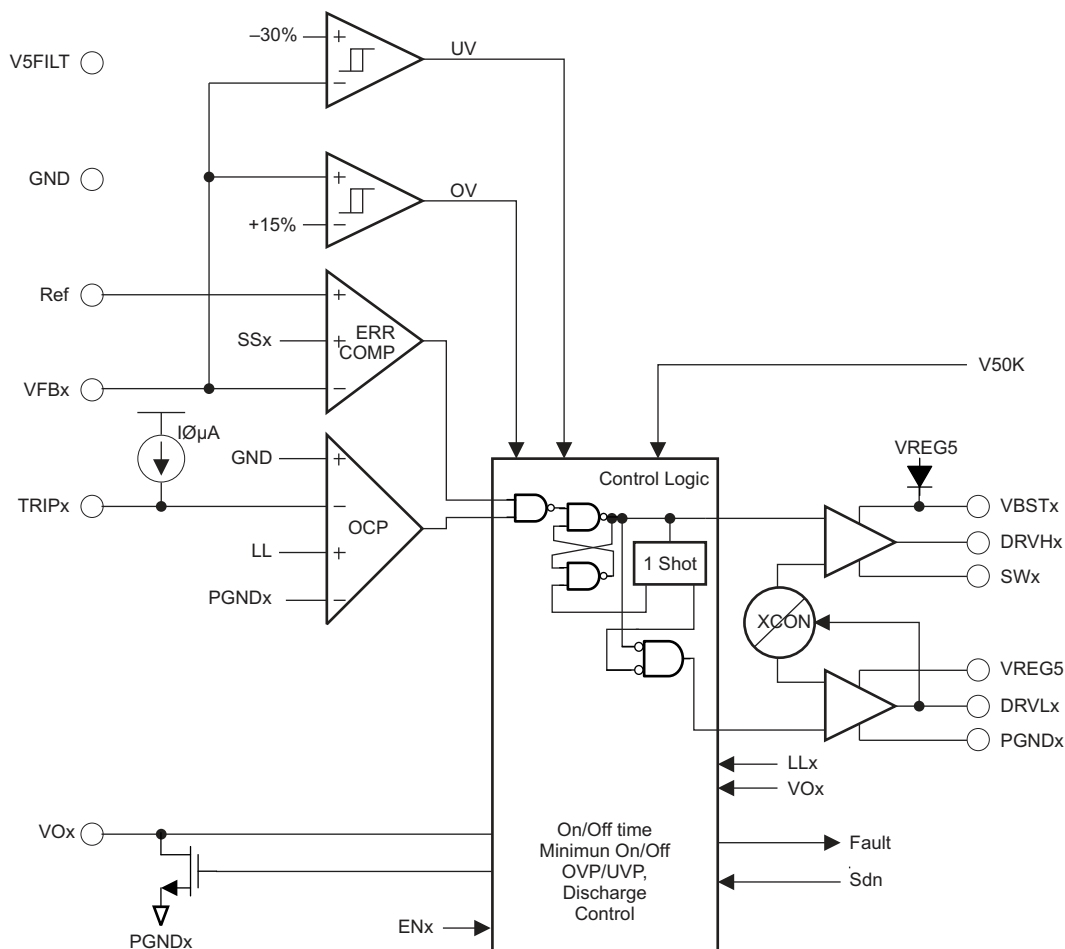 V5FILT
–30%
+
–
UV
GND
+
+15%
–
OV
Ref
SSx
VFBx
+
+
–
ERR
COMP
IØµA
TRIPx
GND
LL
PGNDx
+
–
+
–
OCP
V50K
Control Logic
1 Shot
VREG5
VBSTx
DRVHx
SWx
XCON
VREG5
DRVLx
PGNDx
LLx
VOx
Fault
Sdn
On/Off time
Minimun On/Off
OVP/UVP,
Discharge
Control
VOx
PGNDx
ENx